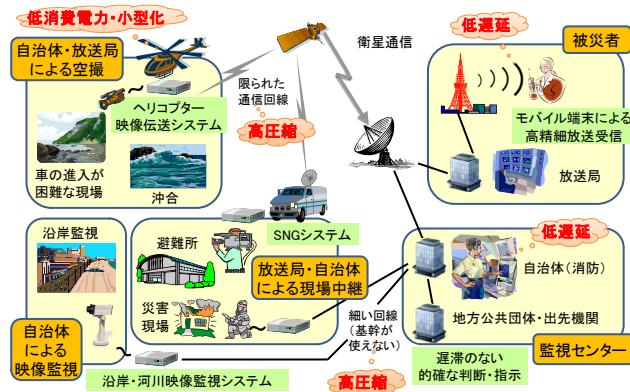 低消費電力・小型化
自治体・放送局
による空撮
ヘリコプター
映像伝送システム
車の進入が
困難な現場
沖合
限られた
通信回線
高圧縮
衛星通信
低遅延
被災者
モバイル端末による
高精細放送受信
放送局
沿岸監視
自治体
による
映像監視
沿岸・河川映像監視システム
避難所
災害
現場
SNGシステム
放送局・自治体
による現場中継
細い回線
（基幹が
使えない）
高圧縮
低遅延
自治体（消防）
地方公共団体・出先機関
遅滞のない
的確な判断・指示
監視センター